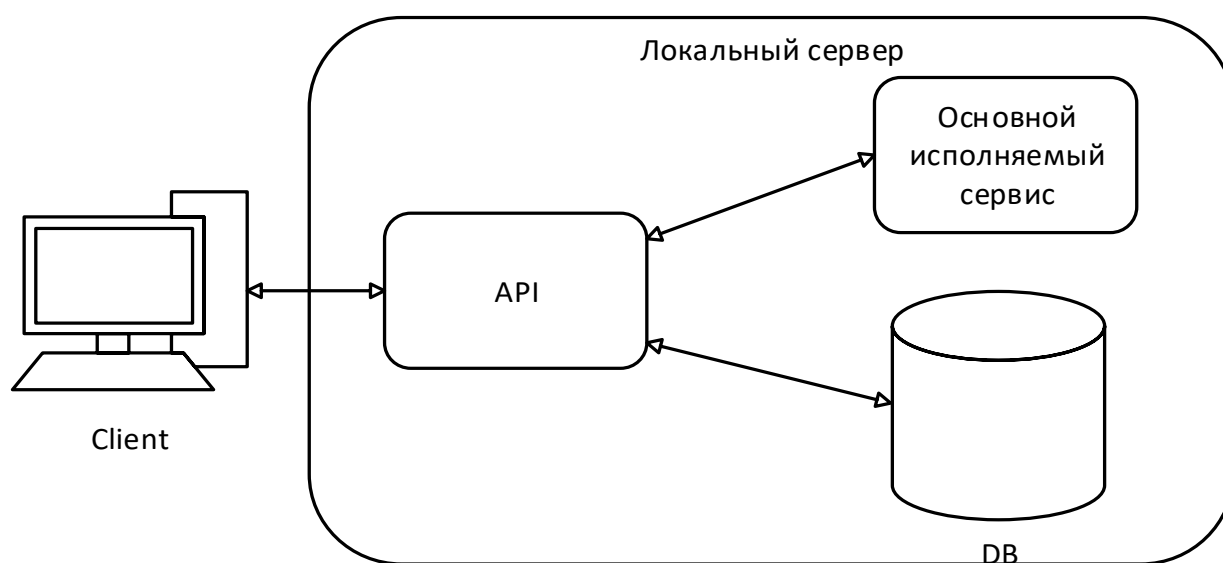 Локальный сервер
Основной
исполняемый
сервис
API
Client
DB